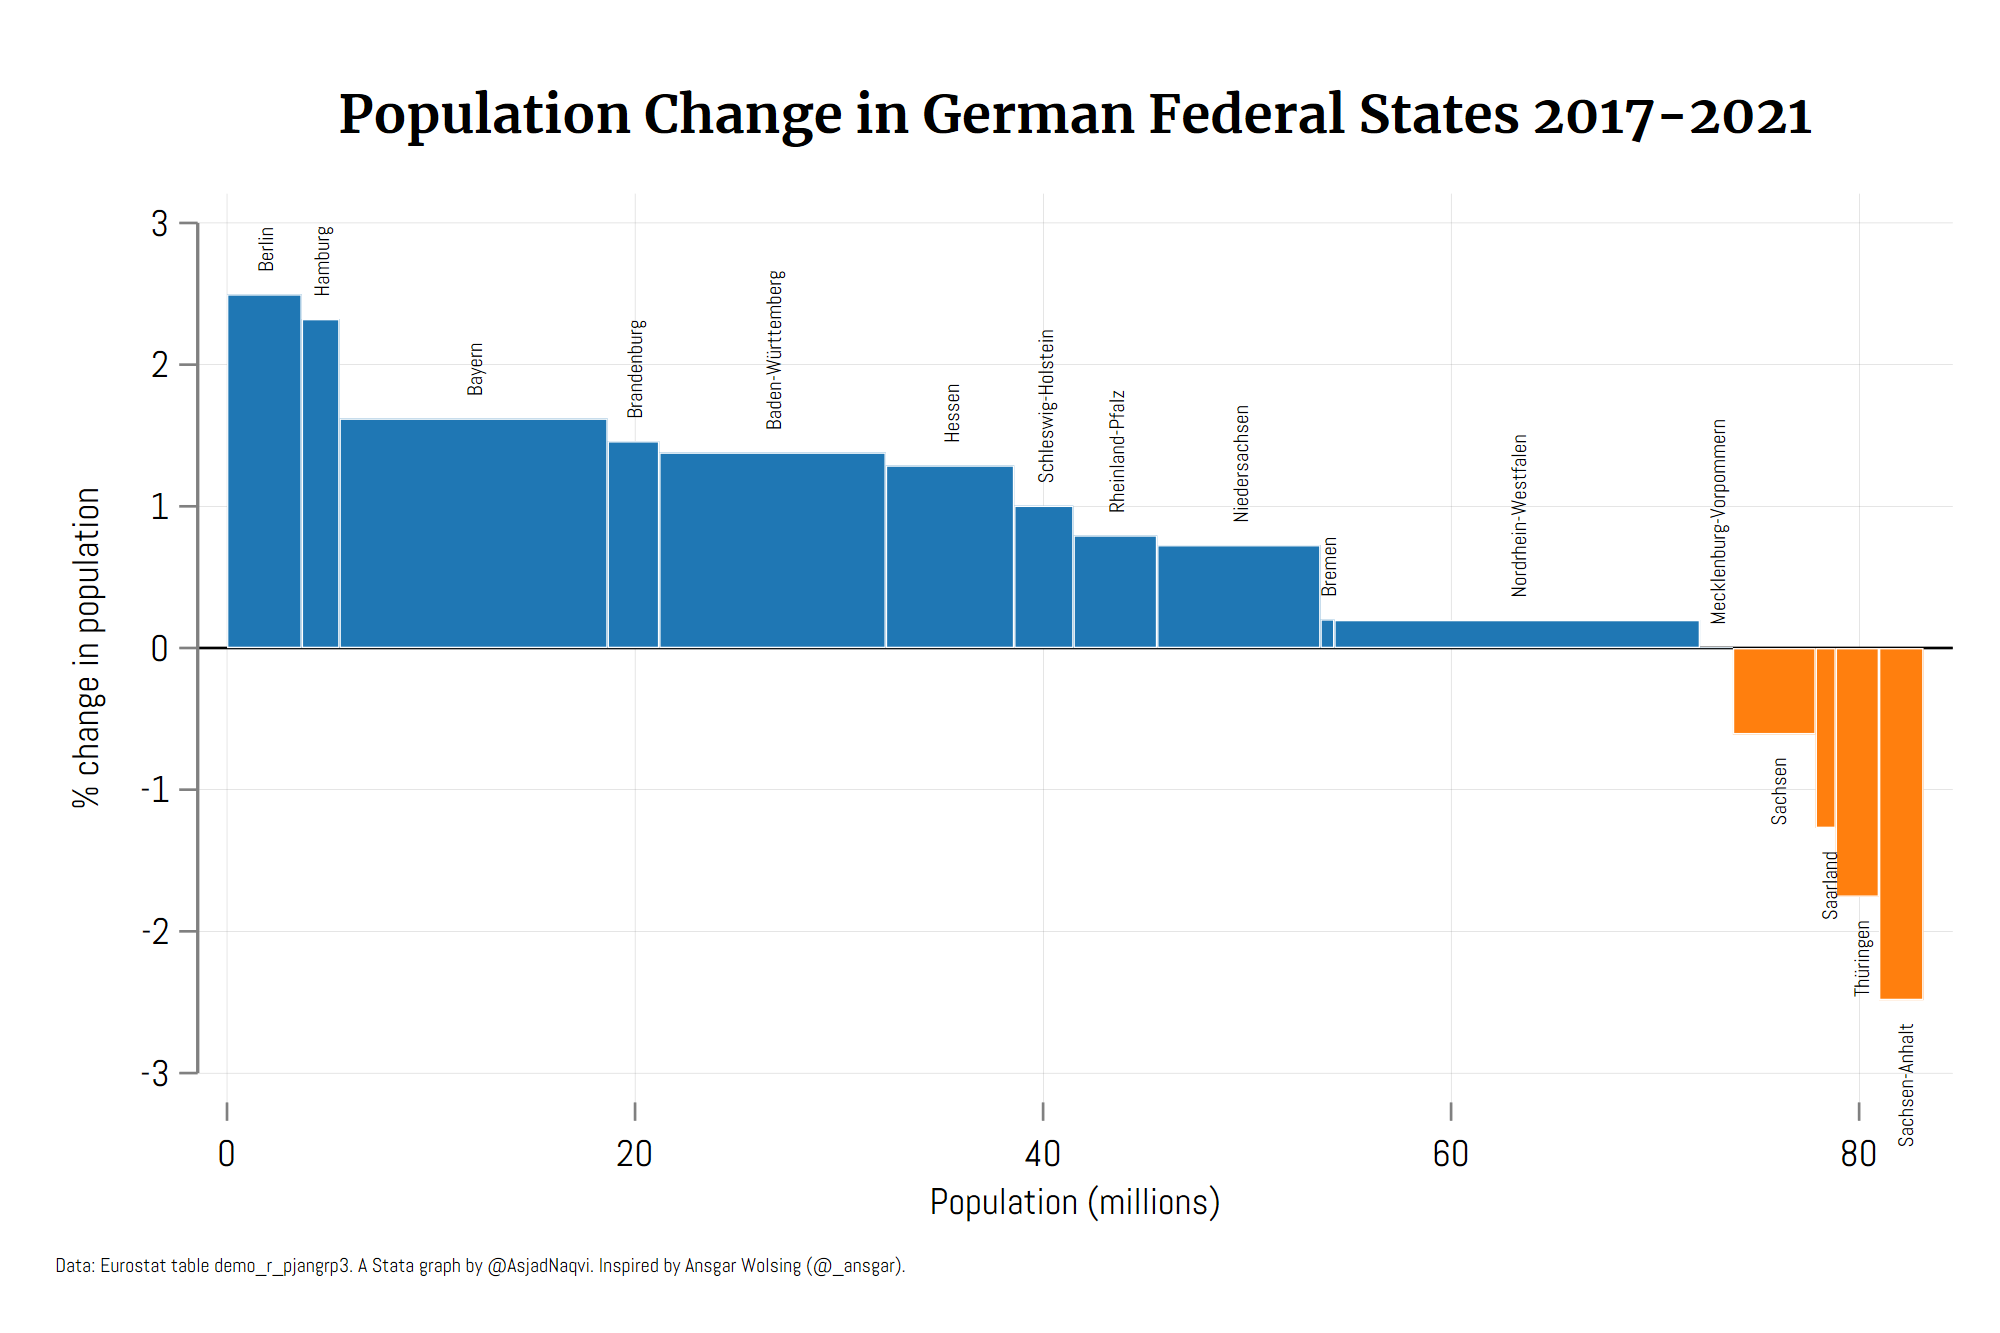 Population Change in German Federal States 2017-2021
% change in population
3
2
1
0
-1
-2
-3
Berlin
Hamburg
Bayern
Brandenburg
Baden-Württemberg
Hessen
Schleswig-Holstein
Rheinland-Pfalz
Niedersachsen
Bremen
Nordrhein-Westfalen
Mecklenburg-Vorpommern
Sachsen
Saarland
Thüringen
Sachsen-Anhalt
0
20
40
60
80
Population (millions)
Data: Eurostat table demo_r_pjangrp3. A Stata graph by @AsjadNaqvi. Inspired by Ansgar Wolsing (@_ansgar).